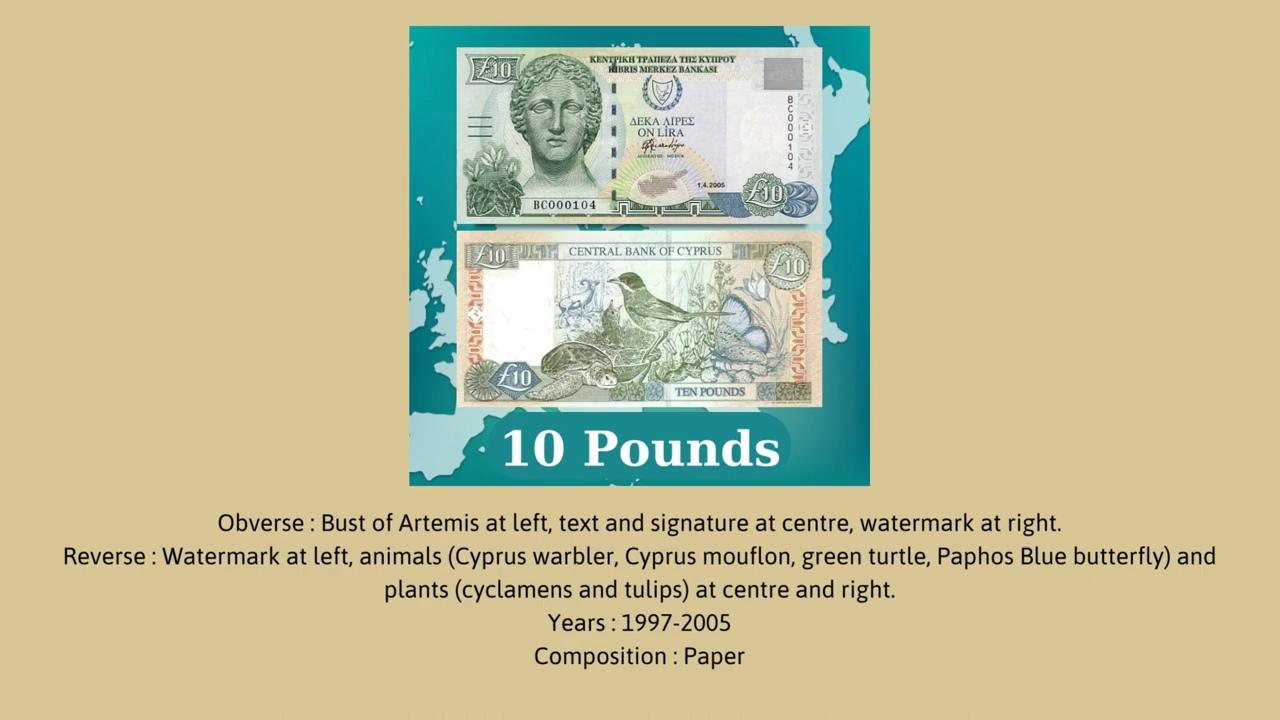 £10
ΚΕΝΤΡΙΚΗ ΤΡΑΠΕΖΑ ΤΗΣ ΚΥΠΡΟΥ
KIBRIS MERKEZ BANKASI
ΔΕΚΑ ΛΙΡΕΣ
ON LİRA
BC000104
1.4.2005
£10
BC000104
£10
CENTRAL BANK OF CYPRUS
£10
£10
TEN POUNDS
10 Pounds
Obverse : Bust of Artemis at left, text and signature at centre, watermark at right.
Reverse : Watermark at left, animals (Cyprus warbler, Cyprus mouflon, green turtle, Paphos Blue butterfly) and
plants (cyclamens and tulips) at centre and right.
Years : 1997-2005
Composition : Paper